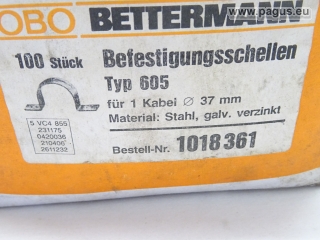 www.pagus.eu
OBO BETTERMANN
100 Stück Befestigungsschellen
Typ 605
für 1 Kabel Ø 37 mm
Material: Stahl, galv. verzinkt
5 VC4 855
231175
0420036
210406
2611232
Bestell-Nr. 1018361